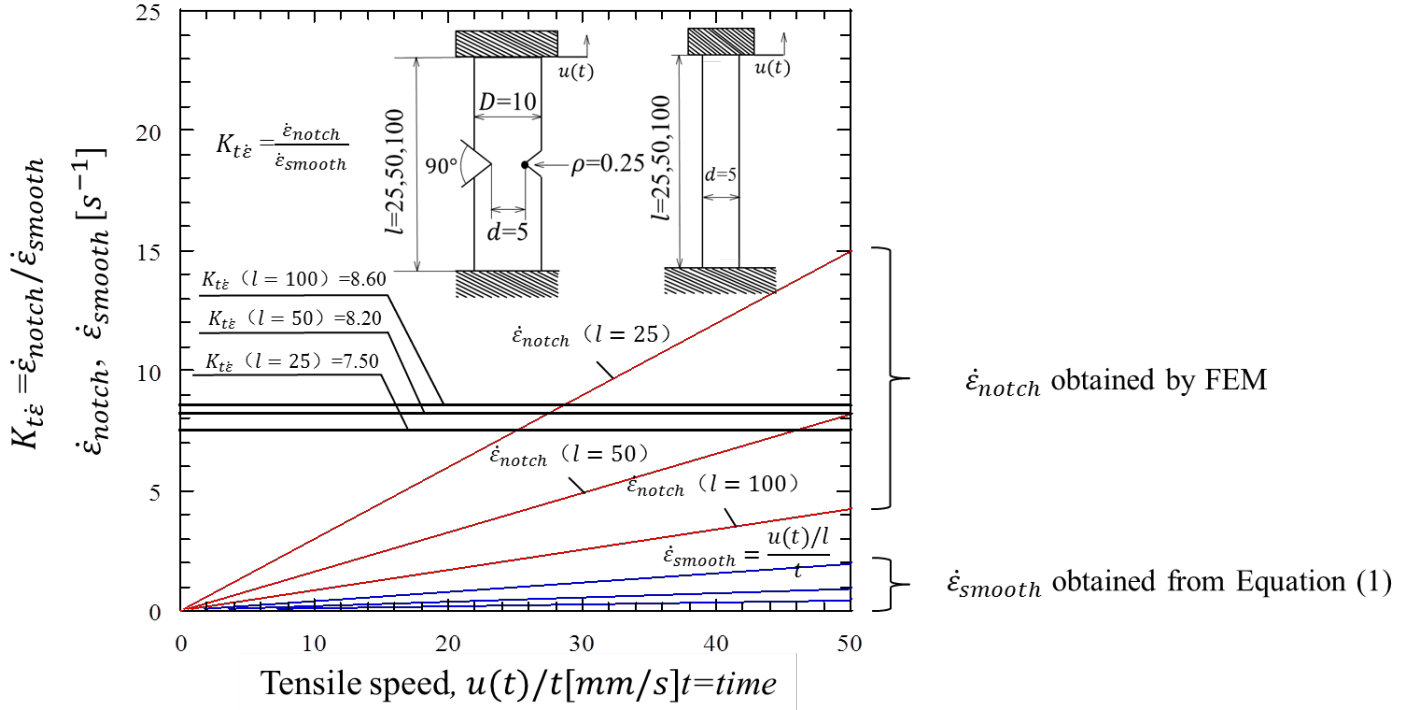 K_{tε̇} = ε̇_{notch}/ε̇_{smooth}
ε̇_{notch}, ε̇_{smooth} [s^{−1}]
25
20
15
10
5
0
K_{tε̇} = ε̇_{notch}/ε̇_{smooth}
l=25,50,100
D=10
u(t)
90°
ρ=0.25
d=5
l=25,50,100
u(t)
d=5
K_{tε̇} (l = 100) =8.60
K_{tε̇} (l = 50) =8.20
K_{tε̇} (l = 25) =7.50
ε̇_{notch} (l = 25)
ε̇_{notch} (l = 50)
ε̇_{notch} (l = 100)
ε̇_{smooth} = \frac{u(t)/l}{t}
ε̇_{notch} obtained by FEM
ε̇_{smooth} obtained from Equation (1)
0 10 20 30 40 50
Tensile speed, u(t)/t[mm/s]t=time